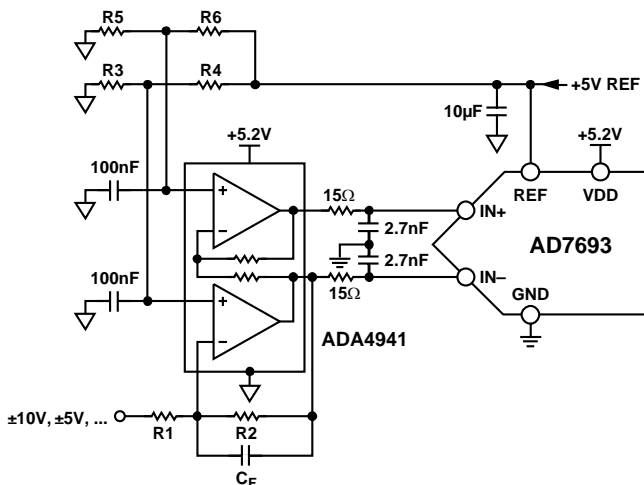 R5
R6
R3
R4
+5V REF
10µF
+5.2V
+5.2V
100nF
15Ω
REF
VDD
+
IN+
2.7nF
–
AD7693
2.7nF
100nF
IN–
+
15Ω
GND
–
ADA4941
±10V, ±5V, ...
R1
R2
CF